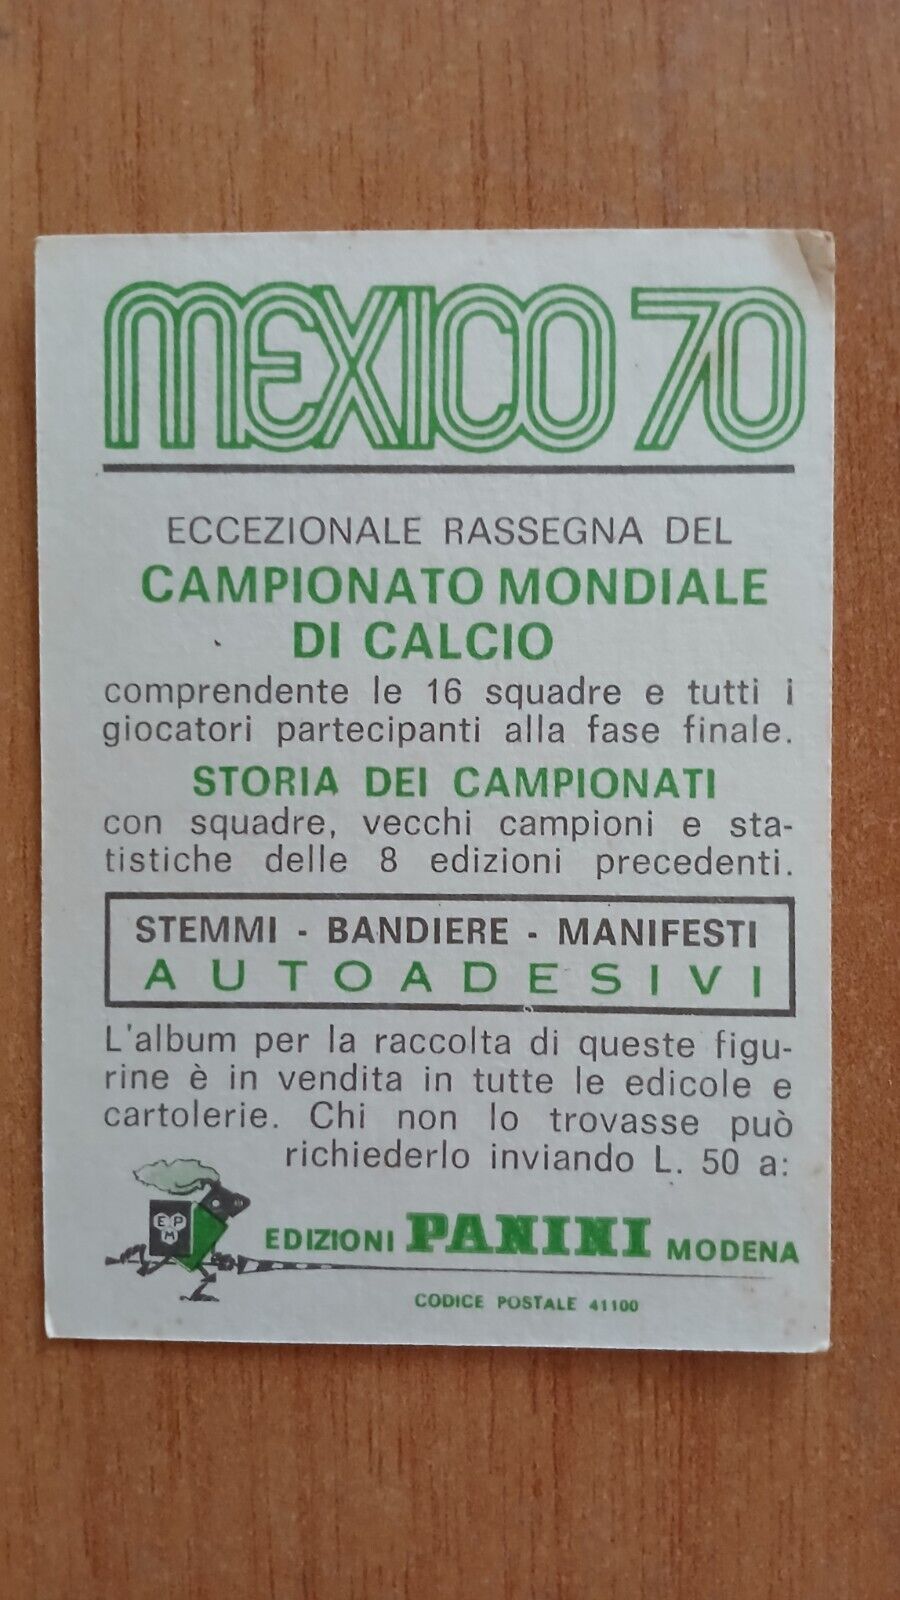 MEXICO 70
ECCEZIONALE RASSEGNA DEL
CAMPIONATO MONDIALE
DI CALCIO
comprendente le 16 squadre e tutti i
giocatori partecipanti alla fase finale.
STORIA DEI CAMPIONATI
con squadre, vecchi campioni e sta-
tistiche delle 8 edizioni precedenti.
STEMMI - BANDIERE - MANIFESTI
AUTOADESIVI
L'album per la raccolta di queste figu-
rine è in vendita in tutte le edicole e
cartolerie. Chi non lo trovasse può
richiederlo inviando L. 50 a:
EPM
EDIZIONI PANINI MODENA
CODICE POSTALE 41100